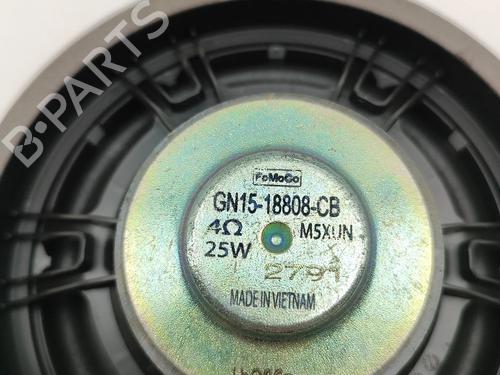 B-PARTS
FoMoCo
GN15-18808-CB
4Ω M5XUN
25W
2791
MADE IN VIETNAM